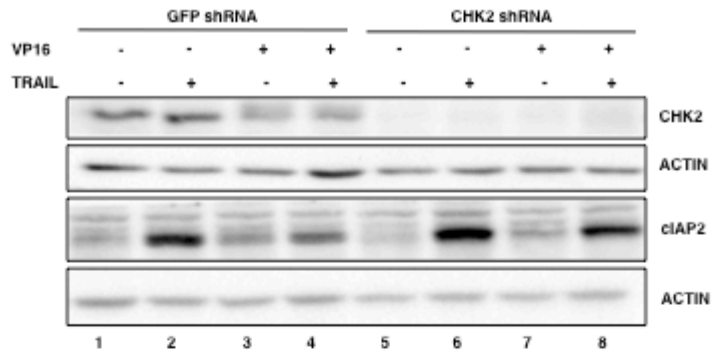 GFP shRNA CHK2 shRNA
VP16 - - + + - - + +
TRAIL - + - + - + - +
CHK2
ACTIN
cIAP2
ACTIN
1 2 3 4 5 6 7 8